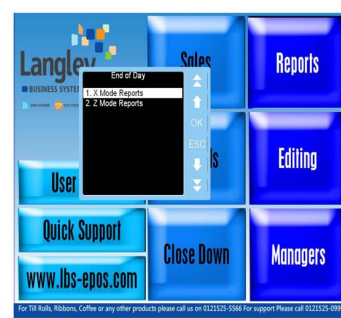 Langley
BUSINESS SYSTEM
Sales
Reports
End of Day
1. X Mode Reports
2. Z Mode Reports
OK
ESC
ls
Editing
User
Quick Support
Close Down
Managers
www.lbs-epos.com
For Till Rolls, Ribbons, Coffee or any other products please call us on 0121525-5566 For support Please call 0121525-099